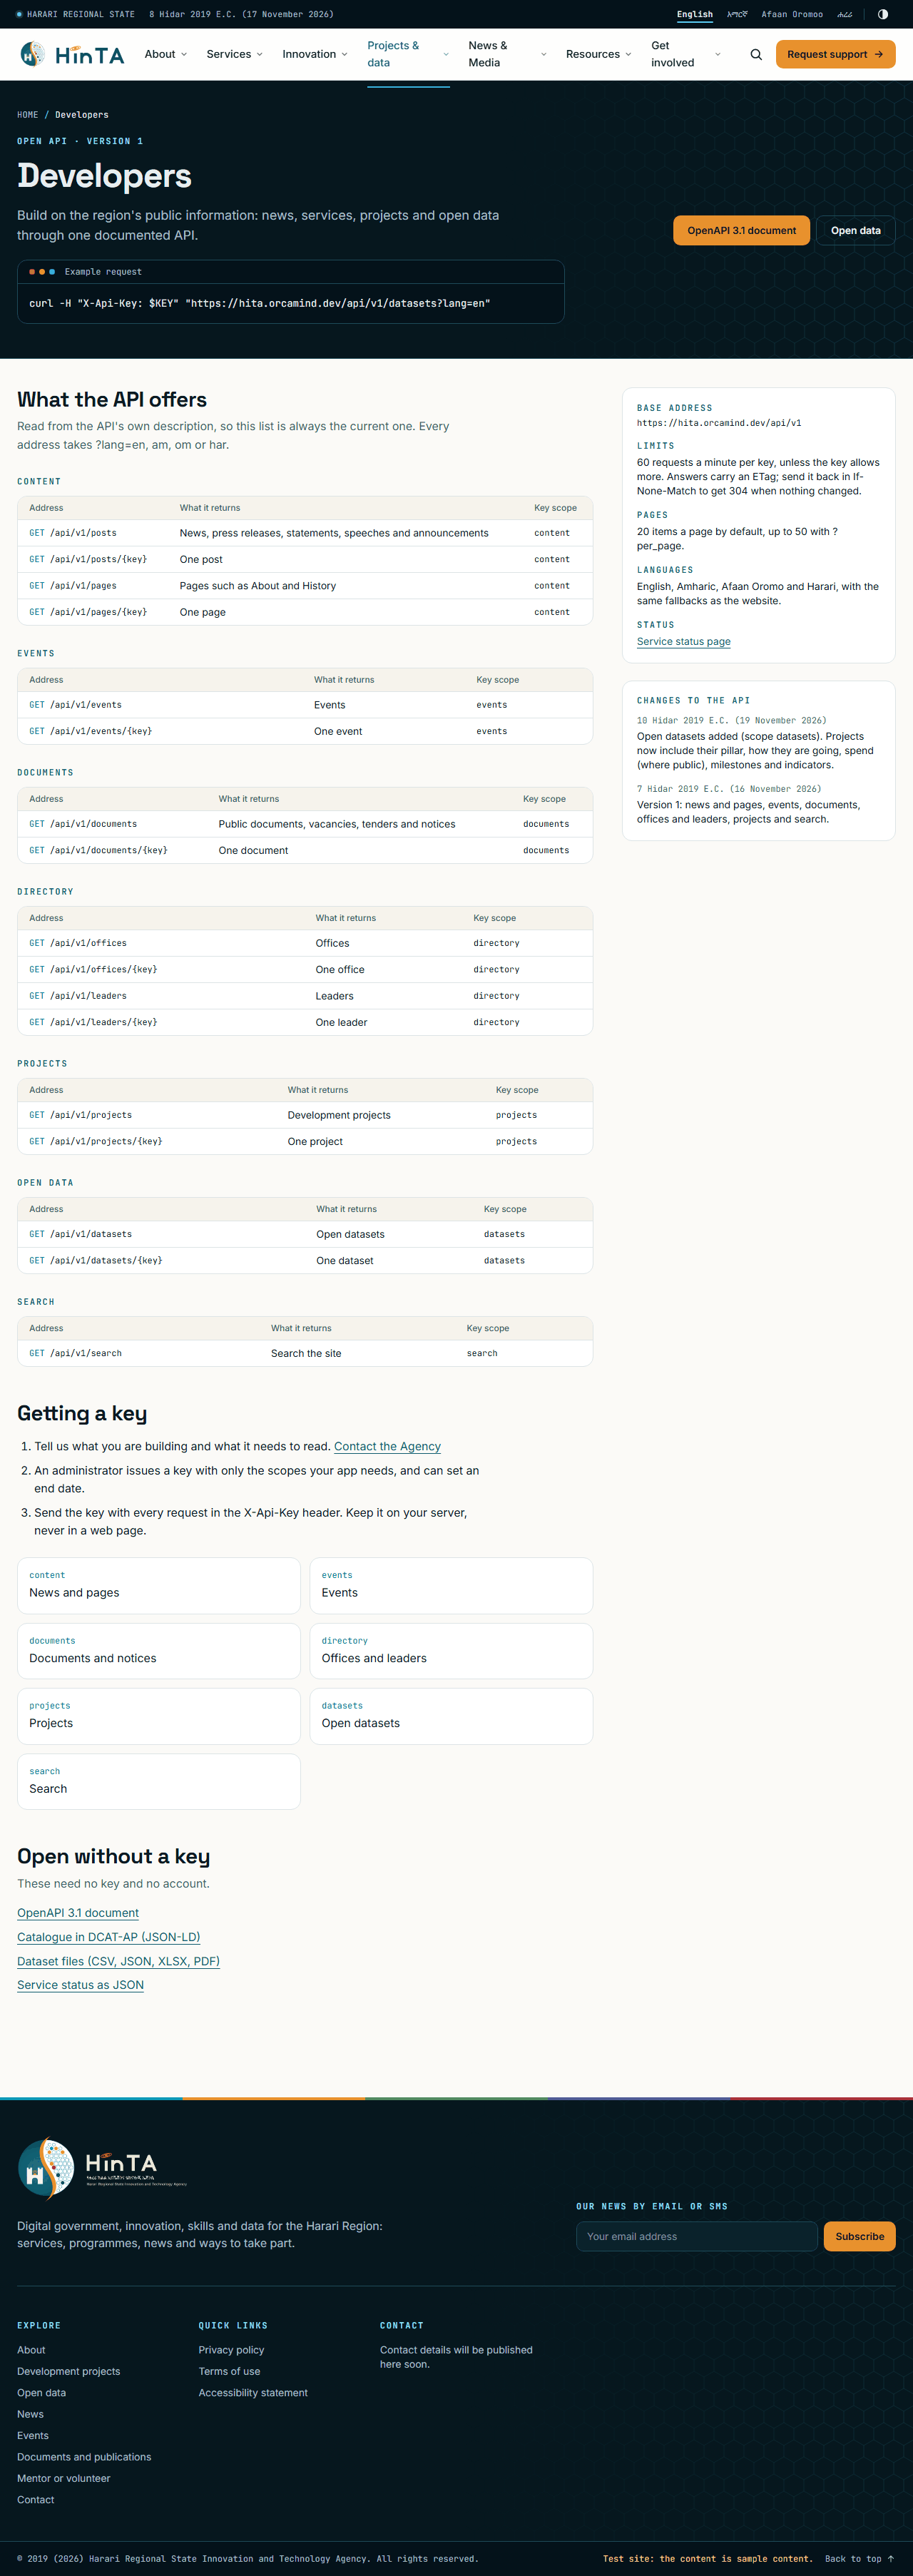 HARARI REGIONAL STATE 8 Hidar 2019 E.C. (17 November 2026)
English አማርኛ Afaan Oromoo ሐረሪ
HinTA
About Services Innovation Projects & data News & Media Resources Get involved
Request support →
HOME / Developers
OPEN API · VERSION 1
Developers
Build on the region's public information: news, services, projects and open data
through one documented API.
OpenAPI 3.1 document Open data
Example request
curl -H "X-Api-Key: $KEY" "https://hita.orcamind.dev/api/v1/datasets?lang=en"
What the API offers
Read from the API's own description, so this list is always the current one. Every
address takes ?lang=en, am, om or har.
CONTENT
Address What it returns Key scope
GET /api/v1/posts News, press releases, statements, speeches and announcements content
GET /api/v1/posts/{key} One post content
GET /api/v1/pages Pages such as About and History content
GET /api/v1/pages/{key} One page content
EVENTS
Address What it returns Key scope
GET /api/v1/events Events events
GET /api/v1/events/{key} One event events
DOCUMENTS
Address What it returns Key scope
GET /api/v1/documents Public documents, vacancies, tenders and notices documents
GET /api/v1/documents/{key} One document documents
DIRECTORY
Address What it returns Key scope
GET /api/v1/offices Offices directory
GET /api/v1/offices/{key} One office directory
GET /api/v1/leaders Leaders directory
GET /api/v1/leaders/{key} One leader directory
PROJECTS
Address What it returns Key scope
GET /api/v1/projects Development projects projects
GET /api/v1/projects/{key} One project projects
OPEN DATA
Address What it returns Key scope
GET /api/v1/datasets Open datasets datasets
GET /api/v1/datasets/{key} One dataset datasets
SEARCH
Address What it returns Key scope
GET /api/v1/search Search the site search
BASE ADDRESS
https://hita.orcamind.dev/api/v1
LIMITS
60 requests a minute per key, unless the key allows
more. Answers carry an ETag; send it back in If-
None-Match to get 304 when nothing changed.
PAGES
20 items a page by default, up to 50 with ?
per_page.
LANGUAGES
English, Amharic, Afaan Oromo and Harari, with the
same fallbacks as the website.
STATUS
Service status page
CHANGES TO THE API
10 Hidar 2019 E.C. (19 November 2026)
Open datasets added (scope datasets). Projects
now include their pillar, how they are going, spend
(where public), milestones and indicators.
7 Hidar 2019 E.C. (16 November 2026)
Version 1: news and pages, events, documents,
offices and leaders, projects and search.
Getting a key
1. Tell us what you are building and what it needs to read. Contact the Agency
2. An administrator issues a key with only the scopes your app needs, and can set an
end date.
3. Send the key with every request in the X-Api-Key header. Keep it on your server,
never in a web page.
content
News and pages
events
Events
documents
Documents and notices
directory
Offices and leaders
projects
Projects
datasets
Open datasets
search
Search
Open without a key
These need no key and no account.
OpenAPI 3.1 document
Catalogue in DCAT-AP (JSON-LD)
Dataset files (CSV, JSON, XLSX, PDF)
Service status as JSON
HinTA
Harari Regional State Innovation and Technology Agency
Digital government, innovation, skills and data for the Harari Region:
services, programmes, news and ways to take part.
OUR NEWS BY EMAIL OR SMS
Your email address Subscribe
EXPLORE
About
Development projects
Open data
News
Events
Documents and publications
Mentor or volunteer
Contact
QUICK LINKS
Privacy policy
Terms of use
Accessibility statement
CONTACT
Contact details will be published
here soon.
© 2019 (2026) Harari Regional State Innovation and Technology Agency. All rights reserved.
Test site: the content is sample content. Back to top ↑